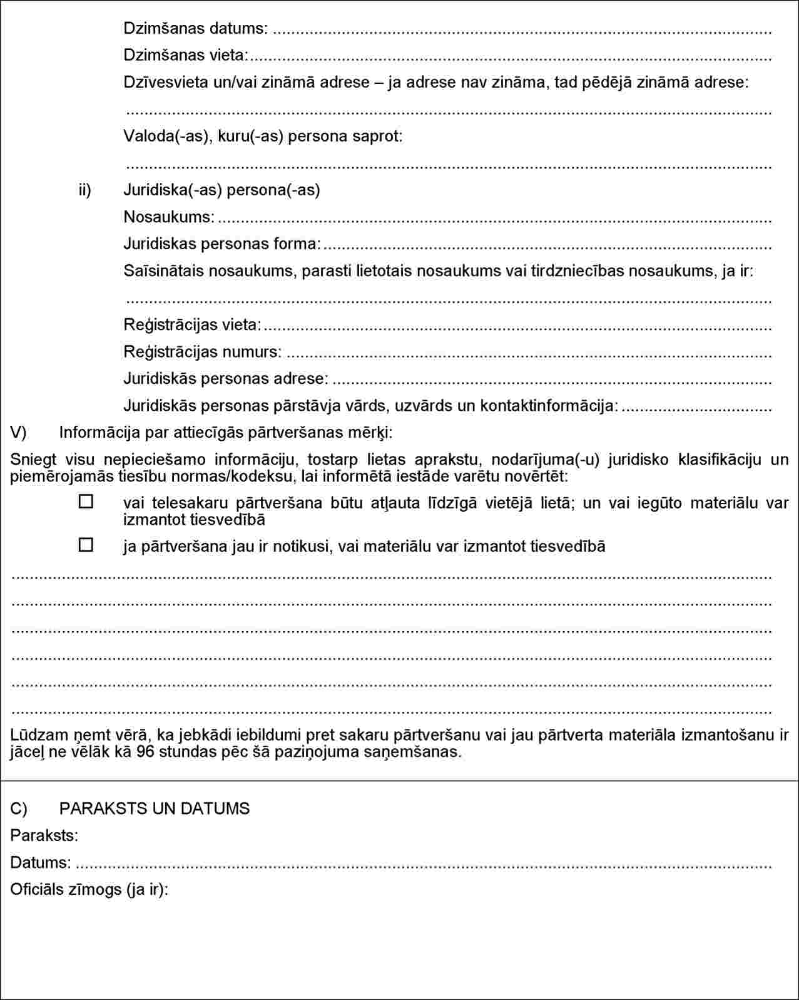 Dzimšanas datums: ....................
Dzimšanas vieta: ....................
Dzīvesvieta un/vai zināmā adrese – ja adrese nav zināma, tad pēdējā zināmā adrese:
....................
Valoda(-as), kuru(-as) persona saprot:
....................
ii) Juridiska(-as) persona(-as)
Nosaukums: ....................
Juridiskas personas forma: ....................
Saīsinātais nosaukums, parasti lietotais nosaukums vai tirdzniecības nosaukums, ja ir:
....................
Reģistrācijas vieta: ....................
Reģistrācijas numurs: ....................
Juridiskās personas adrese: ....................
Juridiskās personas pārstāvja vārds, uzvārds un kontaktinformācija: ....................
V) Informācija par attiecīgās pārtveršanas mērķi:
Sniegt visu nepieciešamo informāciju, tostarp lietas aprakstu, nodarījuma(-u) juridisko klasifikāciju un
piemērojamās tiesību normas/kodeksu, lai informētā iestāde varētu novērtēt:
☐ vai telesakaru pārtveršana būtu atļauta līdzīgā vietējā lietā; un vai iegūto materiālu var
izmantot tiesvedībā
☐ ja pārtveršana jau ir notikusi, vai materiālu var izmantot tiesvedībā
....................
....................
....................
....................
....................
....................
Lūdzam ņemt vērā, ka jebkādi iebildumi pret sakaru pārtveršanu vai jau pārtverta materiāla izmantošanu ir
jāceļ ne vēlāk kā 96 stundas pēc šā paziņojuma saņemšanas.
C) PARAKSTS UN DATUMS
Paraksts:
Datums: ....................
Oficiāls zīmogs (ja ir):